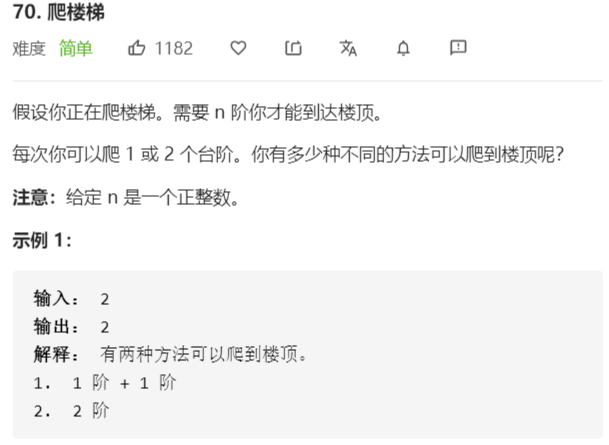 70. 爬楼梯
难度 简单 1182
假设你正在爬楼梯。需要 n 阶你才能到达楼顶。
每次你可以爬 1 或 2 个台阶。你有多少种不同的方法可以爬到楼顶呢?
注意：给定 n 是一个正整数。
示例 1：
输入： 2
输出： 2
解释： 有两种方法可以爬到楼顶。
1. 1 阶 + 1 阶
2. 2 阶